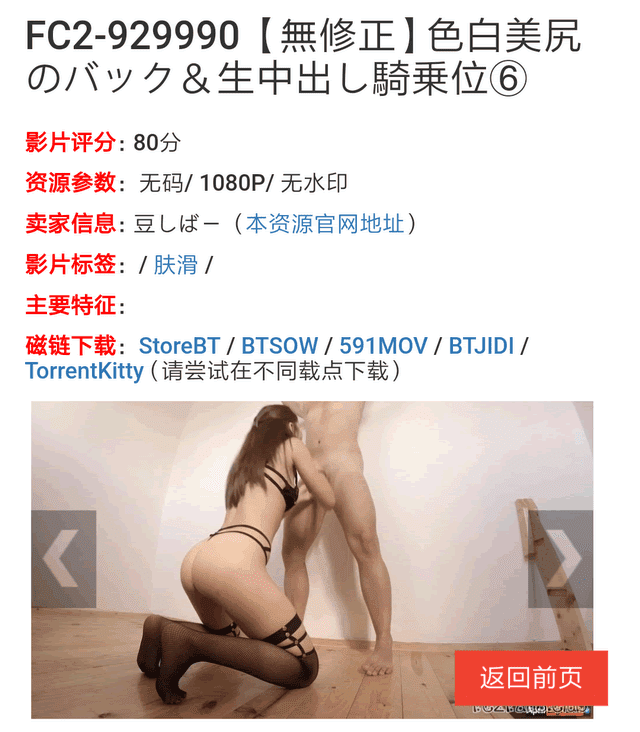 FC2-929990【無修正】色白美尻
のバック＆生中出し騎乗位⑥
影片评分: 80分
资源参数：无码/ 1080P/ 无水印
卖家信息: 豆しばー（本资源官网地址）
影片标签：/ 肤滑 /
主要特征：
磁链下载：StoreBT / BTSOW / 591MOV / BTJIDI /
TorrentKitty（请尝试在不同载点下载）
返回前页